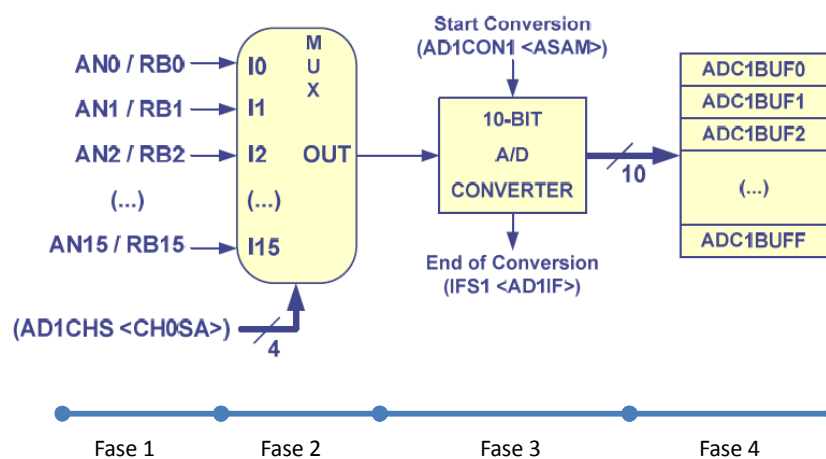 AN0 / RB0
AN1 / RB1
AN2 / RB2
(...)
AN15 / RB15
(AD1CHS <CH0SA>)
4
I0
I1
I2
(...)
I15
M
U
X
OUT
Start Conversion
(AD1CON1 <ASAM>)
10-BIT
A/D
CONVERTER
End of Conversion
(IFS1 <AD1IF>)
10
ADC1BUF0
ADC1BUF1
ADC1BUF2
(...)
ADC1BUFF
Fase 1
Fase 2
Fase 3
Fase 4